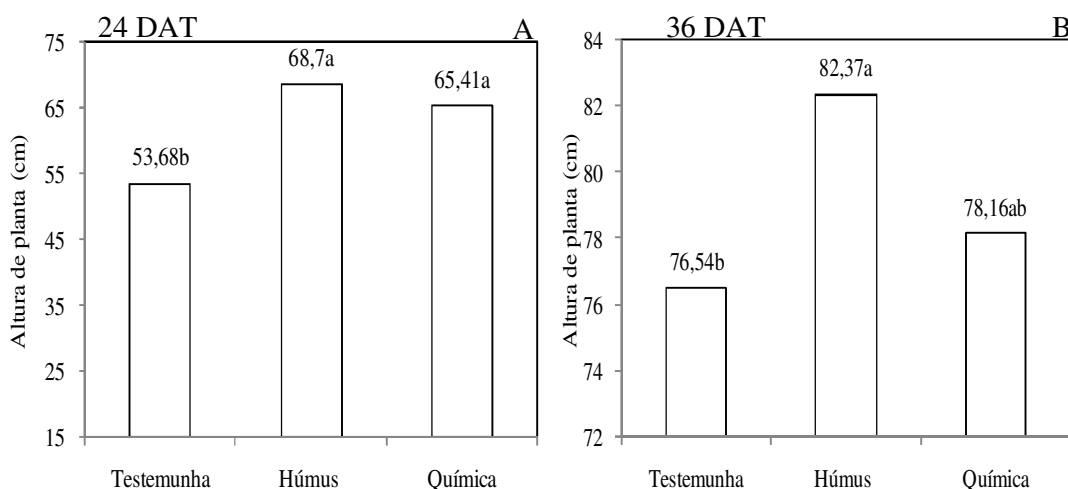 24 DAT A
75
65
55
45
35
25
15
Altura de planta (cm)
53,68b
68,7a
65,41a
Testemunha Húmus Química
36 DAT B
84
82
80
78
76
74
72
Altura de planta (cm)
76,54b
82,37a
78,16ab
Testemunha Húmus Química